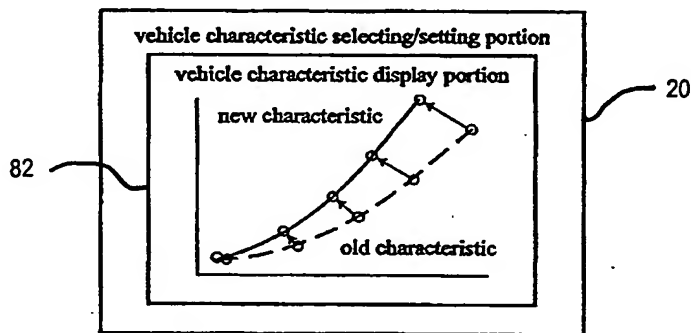 vehicle characteristic selecting/setting portion
vehicle characteristic display portion
new characteristic
old characteristic
20
82